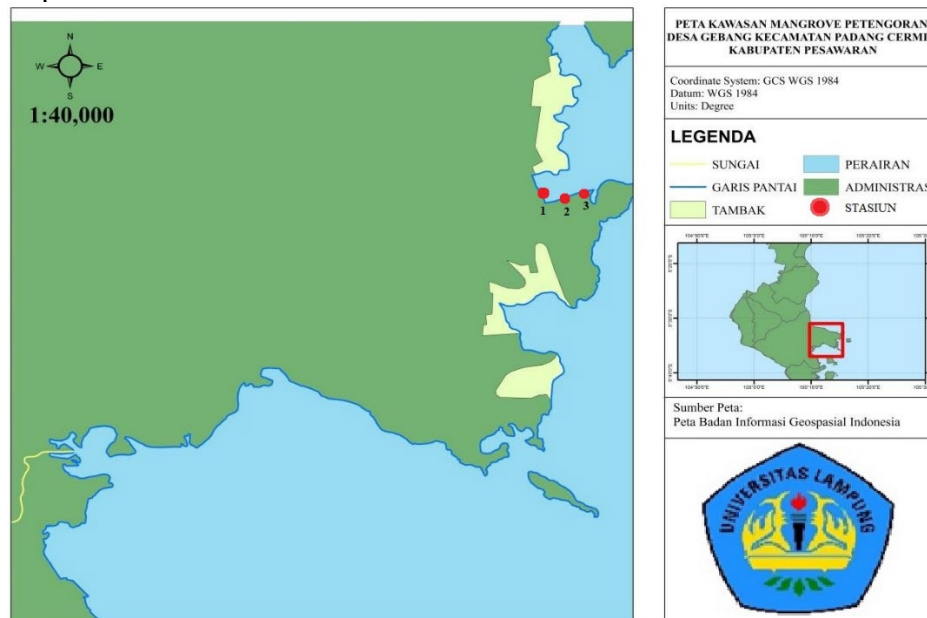 N
W E
S
1:40,000
1 2 3
PETA KAWASAN MANGROVE PETENGORAN
DESA GEBANG KECAMATAN PADANG CERMI
KABUPATEN PESAWARAN
Coordinate System: GCS WGS 1984
Datum: WGS 1984
Units: Degree
LEGENDA
SUNGAI PERAIRAN
GARIS PANTAI ADMINISTRAS
TAMBAK STASIUN
Sumber Peta:
Peta Badan Informasi Geospasial Indonesia
UNIVERSITAS LAMPUNG